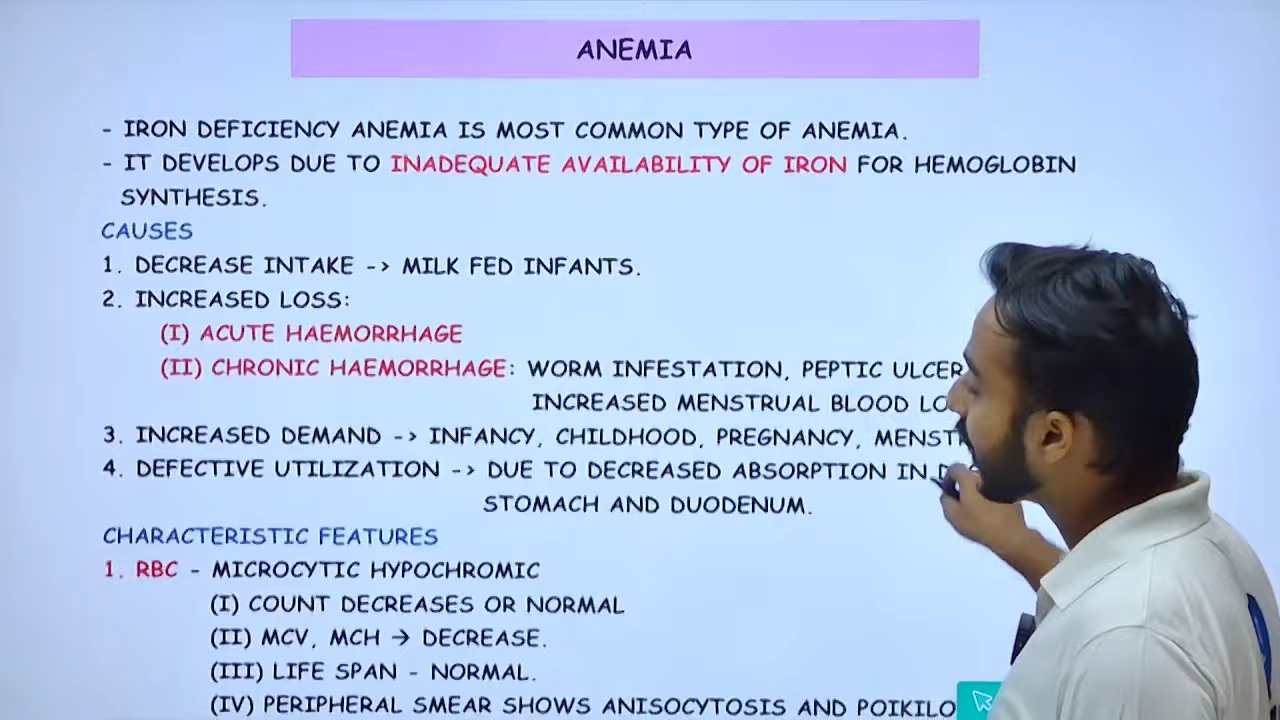 ANEMIA
- IRON DEFICIENCY ANEMIA IS MOST COMMON TYPE OF ANEMIA.
- IT DEVELOPS DUE TO INADEQUATE AVAILABILITY OF IRON FOR HEMOGLOBIN
SYNTHESIS.
CAUSES
1. DECREASE INTAKE -> MILK FED INFANTS.
2. INCREASED LOSS:
(I) ACUTE HAEMORRHAGE
(II) CHRONIC HAEMORRHAGE: WORM INFESTATION, PEPTIC ULCER
INCREASED MENSTRUAL BLOOD
3. INCREASED DEMAND -> INFANCY, CHILDHOOD, PREGNANCY,
4. DEFECTIVE UTILIZATION -> DUE TO DECREASED ABSORPTION IN
STOMACH AND DUODENUM.
CHARACTERISTIC FEATURES
1. RBC - MICROCYTIC HYPOCHROMIC
(I) COUNT DECREASES OR NORMAL
(II) MCV, MCH → DECREASE.
(III) LIFE SPAN - NORMAL.
(IV) PERIPHERAL SMEAR SHOWS ANISOCYTOSIS AND